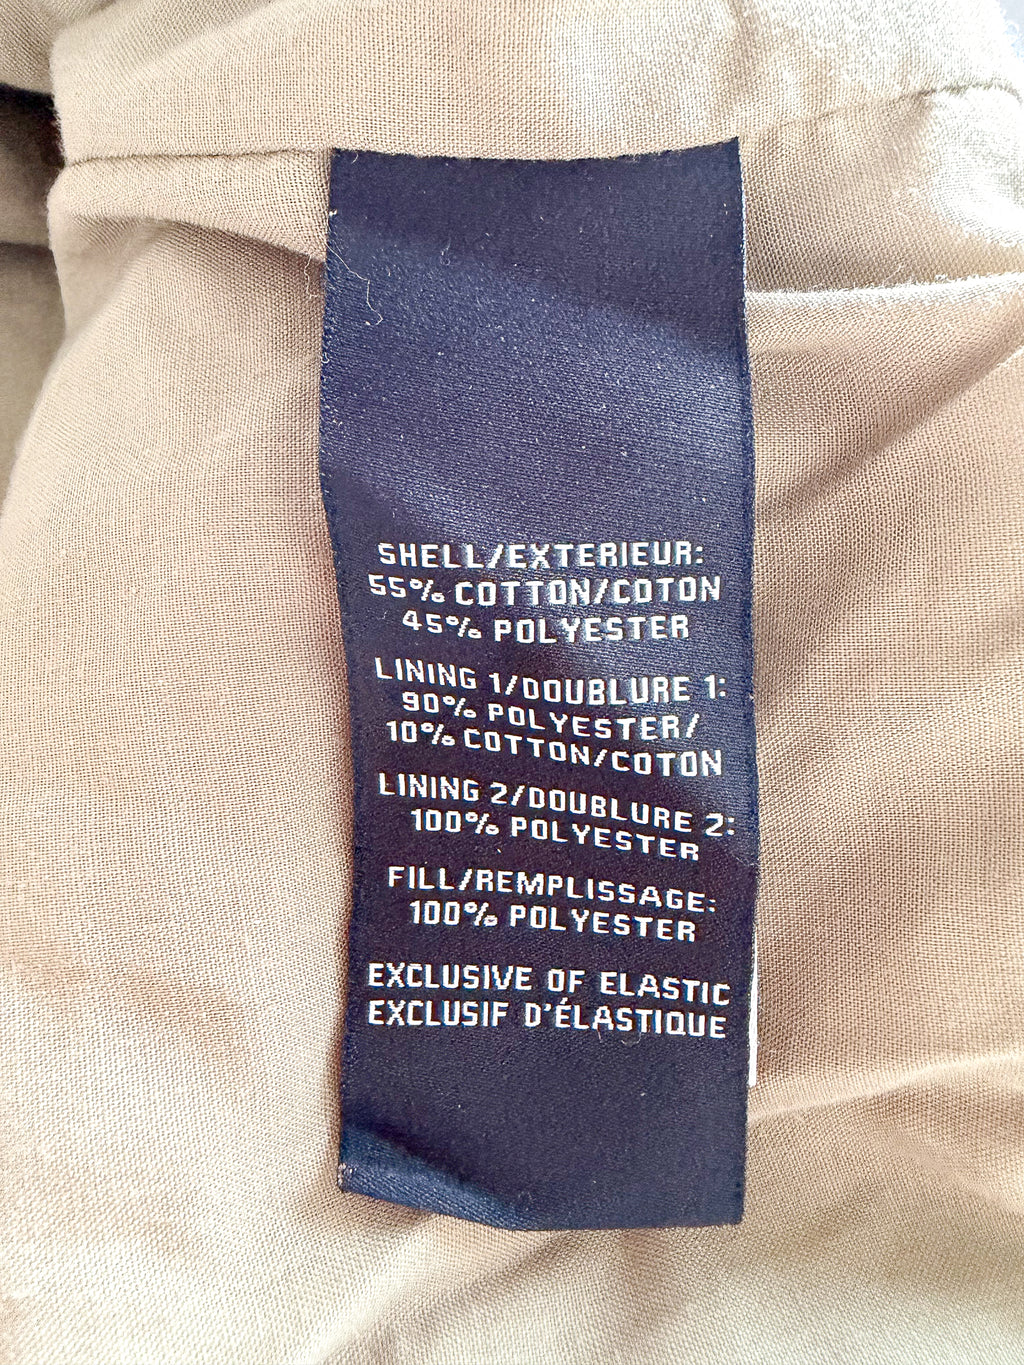 SHELL/EXTERIEUR:
55% COTTON/COTON
45% POLYESTER
LINING 1/DOUBLURE 1:
90% POLYESTER/
10% COTTON/COTON
LINING 2/DOUBLURE 2:
100% POLYESTER
FILL/REMPLISSAGE:
100% POLYESTER
EXCLUSIVE OF ELASTIC
EXCLUSIF D'ÉLASTIQUE